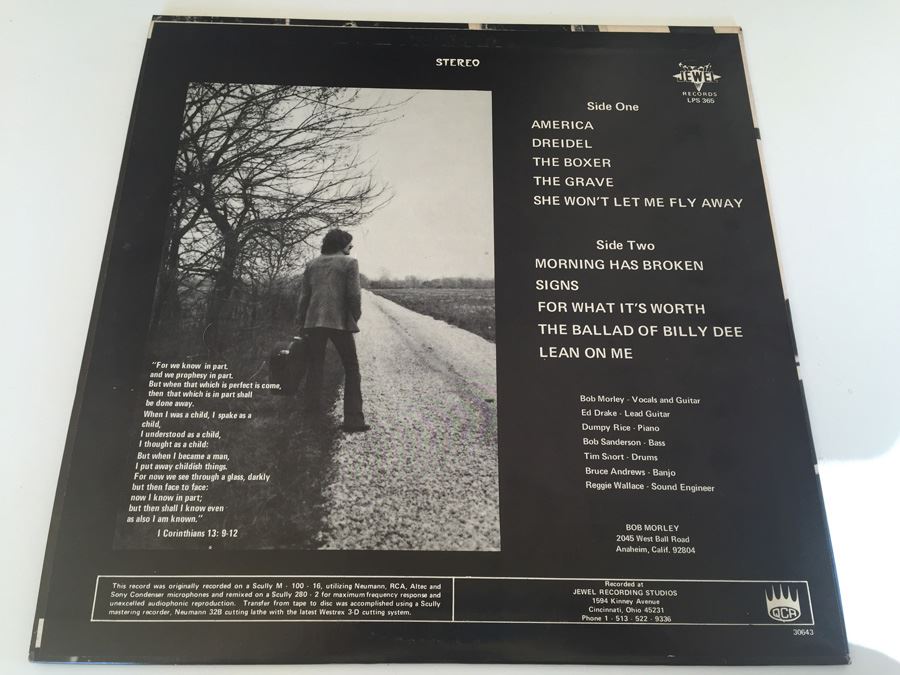 STEREO
JEWEL
RECORDS
LPS 365
Side One
AMERICA
DREIDEL
THE BOXER
THE GRAVE
SHE WON'T LET ME FLY AWAY
Side Two
MORNING HAS BROKEN
SIGNS
FOR WHAT IT'S WORTH
THE BALLAD OF BILLY DEE
LEAN ON ME
Bob Morley - Vocals and Guitar
Ed Drake - Lead Guitar
Dumpy Rice - Piano
Bob Sanderson - Bass
Tim Snort - Drums
Bruce Andrews - Banjo
Reggie Wallace - Sound Engineer
BOB MORLEY
2045 West Ball Road
Anaheim, Calif. 92804
"For we know in part.
and we prophesy in part.
But when that which is perfect is come,
then that which is in part shall
be done away.
When I was a child, I spake as a
child,
I understood as a child,
I thought as a child:
But when I became a man,
I put away childish things.
For now we see through a glass, darkly
but then face to face:
now I know in part;
but then shall I know even
as also I am known."
I Corinthians 13: 9-12
This record was originally recorded on a Scully M - 100 - 16, utilizing Neumann, RCA, Altec and
Sony Condenser microphones and remixed on a Scully 280 - 2 for maximum frequency response and
unexcelled audiophonic reproduction. Transfer from tape to disc was accomplished using a Scully
mastering recorder, Neumann 32B cutting lathe with the latest Westrex 3-D cutting system.
Recorded at
JEWEL RECORDING STUDIOS
1594 Kinney Avenue
Cincinnati, Ohio 45231
Phone 1 - 513 - 522 - 9336
QCA
30643